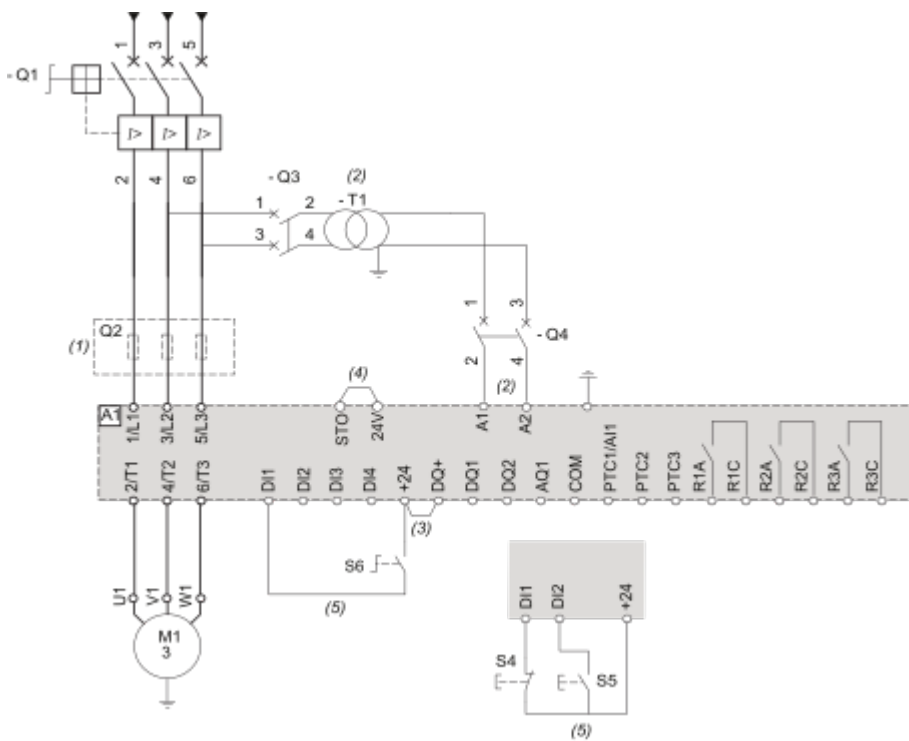 1 3 5
- Q1
I> I> I>
2 4 6
- Q3 (2)
1 2 - T1
3 4
1 3
Q2
(1)
- Q4
2 4
(4) (2)
A1
1/L1 3/L2 5/L3 STO 24V A1 A2
2/T1 4/T2 6/T3 DI1 DI2 DI3 DI4 +24 DQ+ DQ1 DQ2 AQ1 COM PTC1/AI1 PTC2 PTC3 R1A R1C R2A R2C R3A R3C
(3)
S6
(5)
U1 V1 W1
M1
3
DI1 DI2 +24
S4
S5
(5)